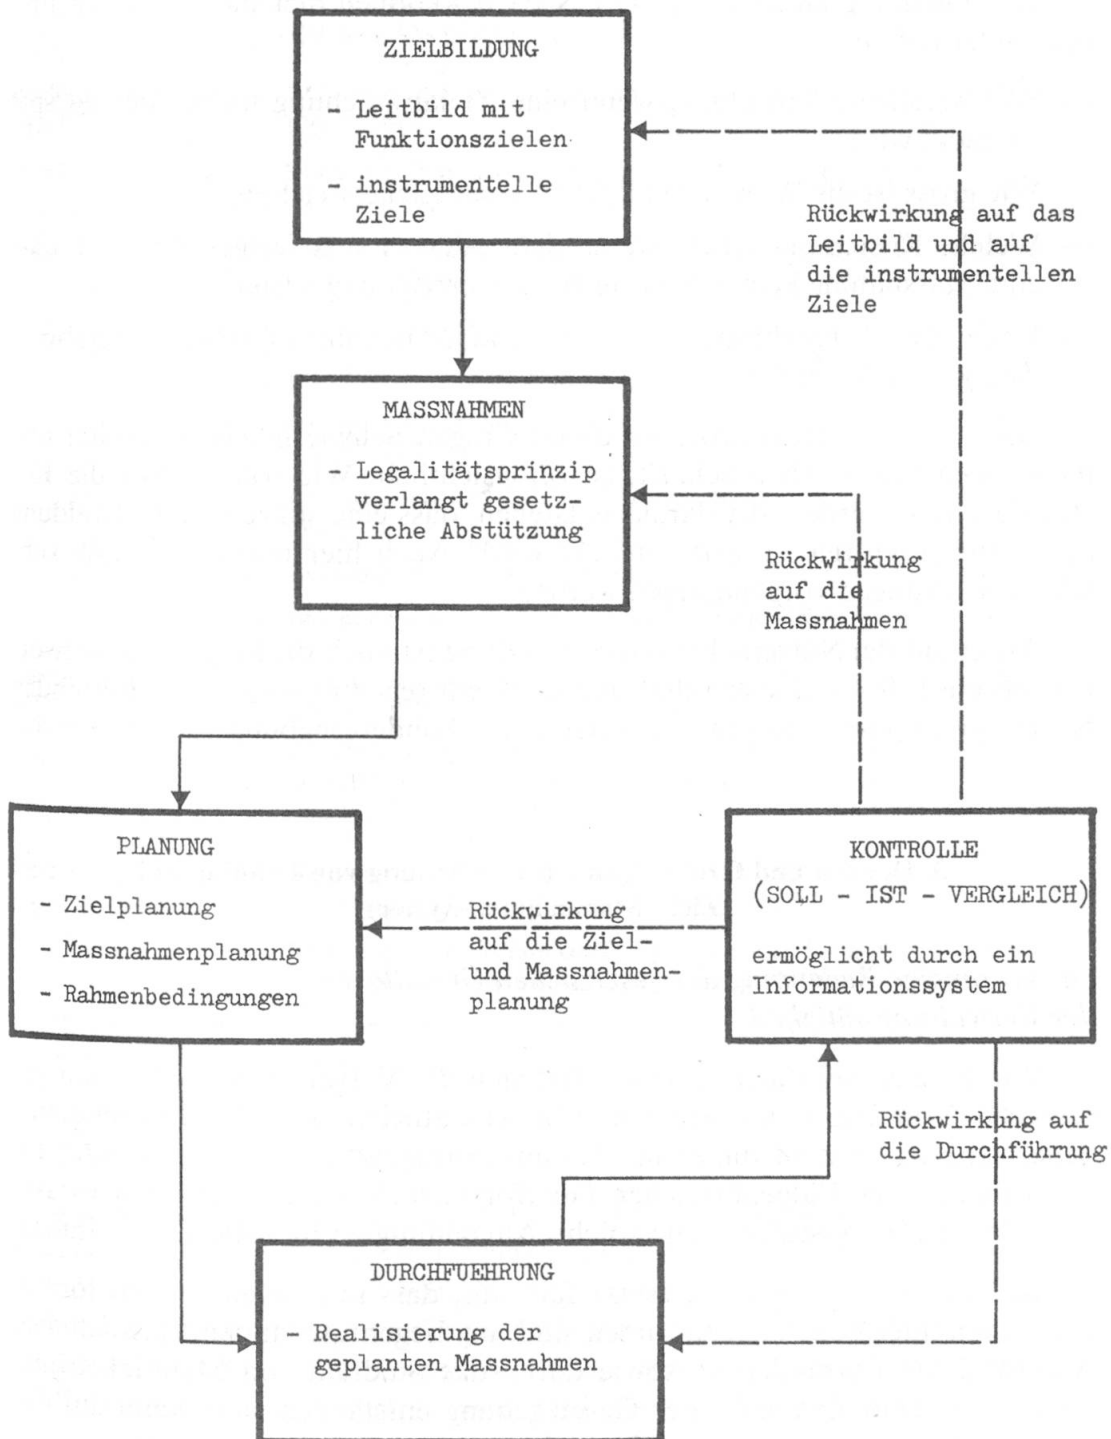 ZIELBILDUNG
- Leitbild mit
Funktionszielen
- instrumentelle
Ziele
Rückwirkung auf das
Leitbild und auf
die instrumentellen
Ziele
MASSNAHMEN
- Legalitätsprinzip
verlangt gesetz-
liche Abstützung
Rückwirkung
auf die
Massnahmen
PLANUNG
- Zielplanung
- Massnahmenplanung
- Rahmenbedingungen
Rückwirkung
auf die Ziel-
und Massnahmen-
planung
KONTROLLE
(SOLL - IST - VERGLEICH)
ermöglicht durch ein
Informationssystem
Rückwirkung auf
die Durchführung
DURCHFUEHRUNG
- Realisierung der
geplanten Massnahmen